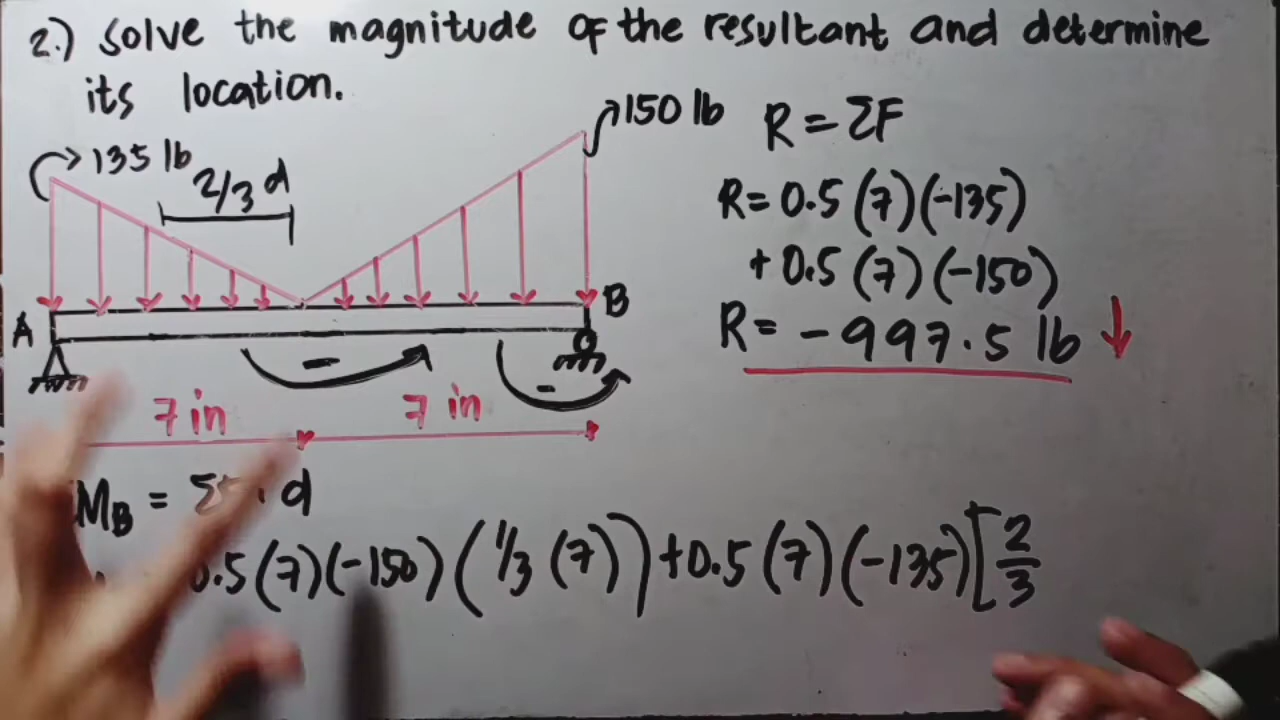 2.) solve the magnitude of the resultant and determine
its location.
135 lb
2/3 d
150 lb
R = ΣF
R = 0.5 (7)(-135)
+ 0.5 (7)(-150)
R = -997.5 lb
A
B
-
-
7 in
7 in
MB = Σ d
0.5 (7)(-150)(1/3 (7)) + 0.5 (7)(-135)[2/3